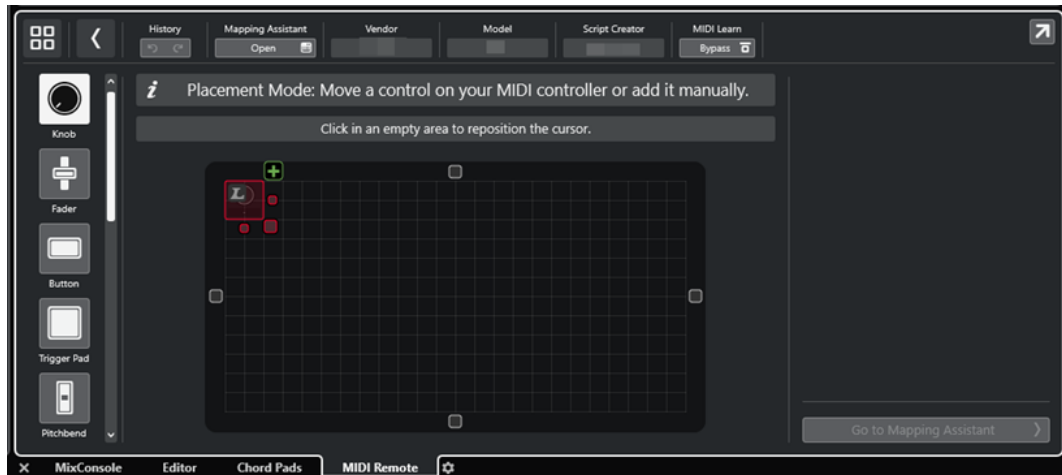 History
Mapping Assistant
Vendor
Model
Script Creator
MIDI Learn
Open
Bypass
i Placement Mode: Move a control on your MIDI controller or add it manually.
Click in an empty area to reposition the cursor.
Knob
Fader
Button
Trigger Pad
Pitchbend
L
Go to Mapping Assistant
MixConsole Editor Chord Pads MIDI Remote